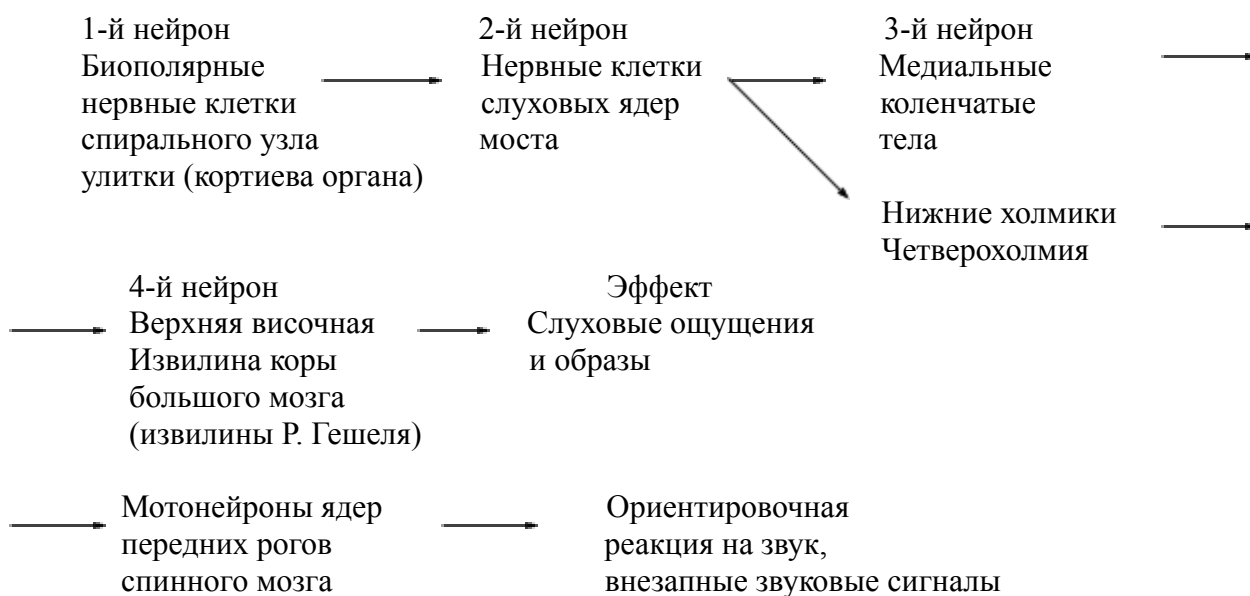 1-й нейрон
Биополярные
нервные клетки
спирального узла
улитки (кортиева органа)
2-й нейрон
Нервные клетки
слуховых ядер
моста
3-й нейрон
Медиальные
коленчатые
тела
Нижние холмики
Четверохолмия
4-й нейрон
Верхняя височная
Извилина коры
большого мозга
(извилины Р. Гешеля)
Эффект
Слуховые ощущения
и образы
Мотонейроны ядер
передних рогов
спинного мозга
Ориентировочная
реакция на звук,
внезапные звуковые сигналы